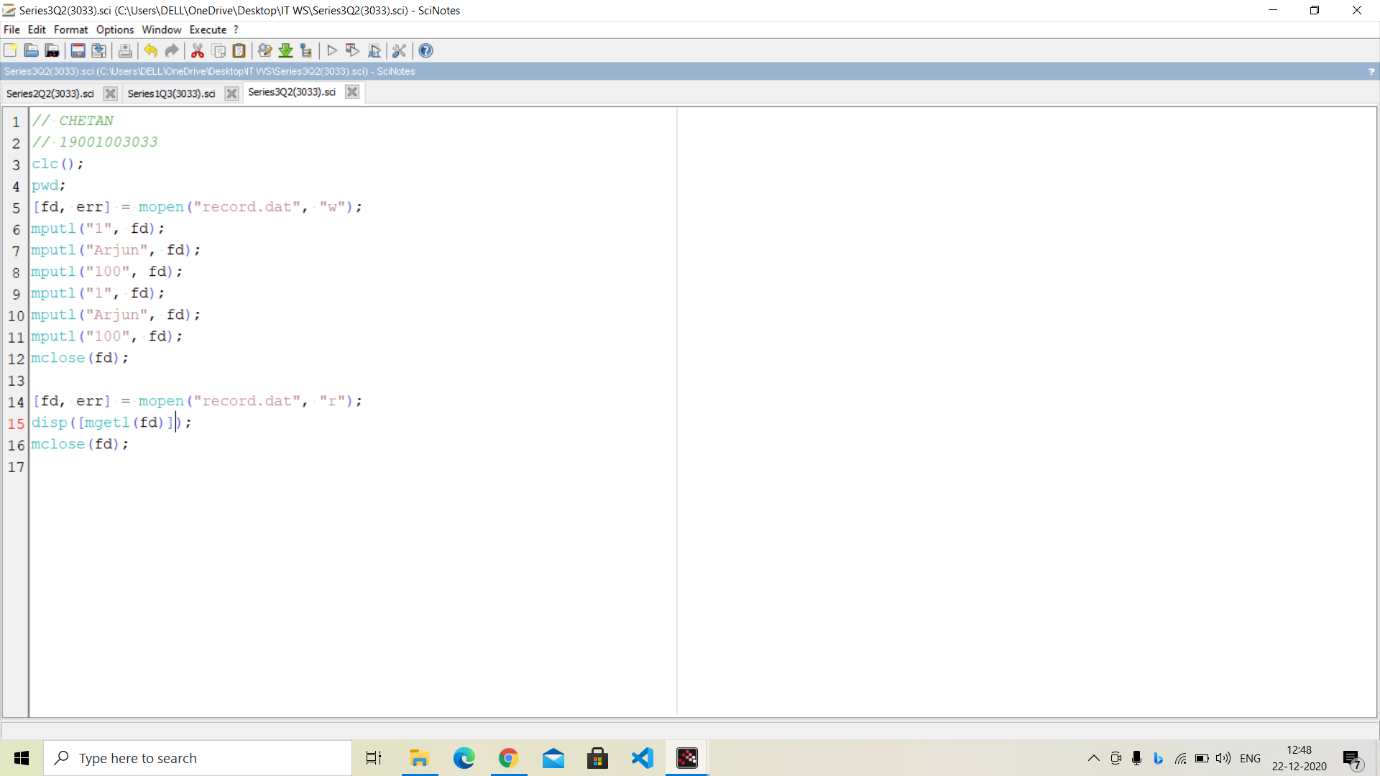 Series3Q2(3033).sci (C:\Users\DELL\OneDrive\Desktop\IT WS\Series3Q2(3033).sci) - SciNotes
File Edit Format Options Window Execute ?
Series3Q2(3033).sci (C:\Users\DELL\OneDrive\Desktop\IT WS\Series3Q2(3033).sci) - SciNotes ?
Series2Q2(3033).sci Series1Q3(3033).sci Series3Q2(3033).sci
1 // CHETAN
2 // 19001003033
3 clc();
4 pwd;
5 [fd, err] = mopen("record.dat", "w");
6 mputl("1", fd);
7 mputl("Arjun", fd);
8 mputl("100", fd);
9 mputl("1", fd);
10 mputl("Arjun", fd);
11 mputl("100", fd);
12 mclose(fd);
13
14 [fd, err] = mopen("record.dat", "r");
15 disp([mgetl(fd)]);
16 mclose(fd);
17
Type here to search
ENG
12:48
22-12-2020
7